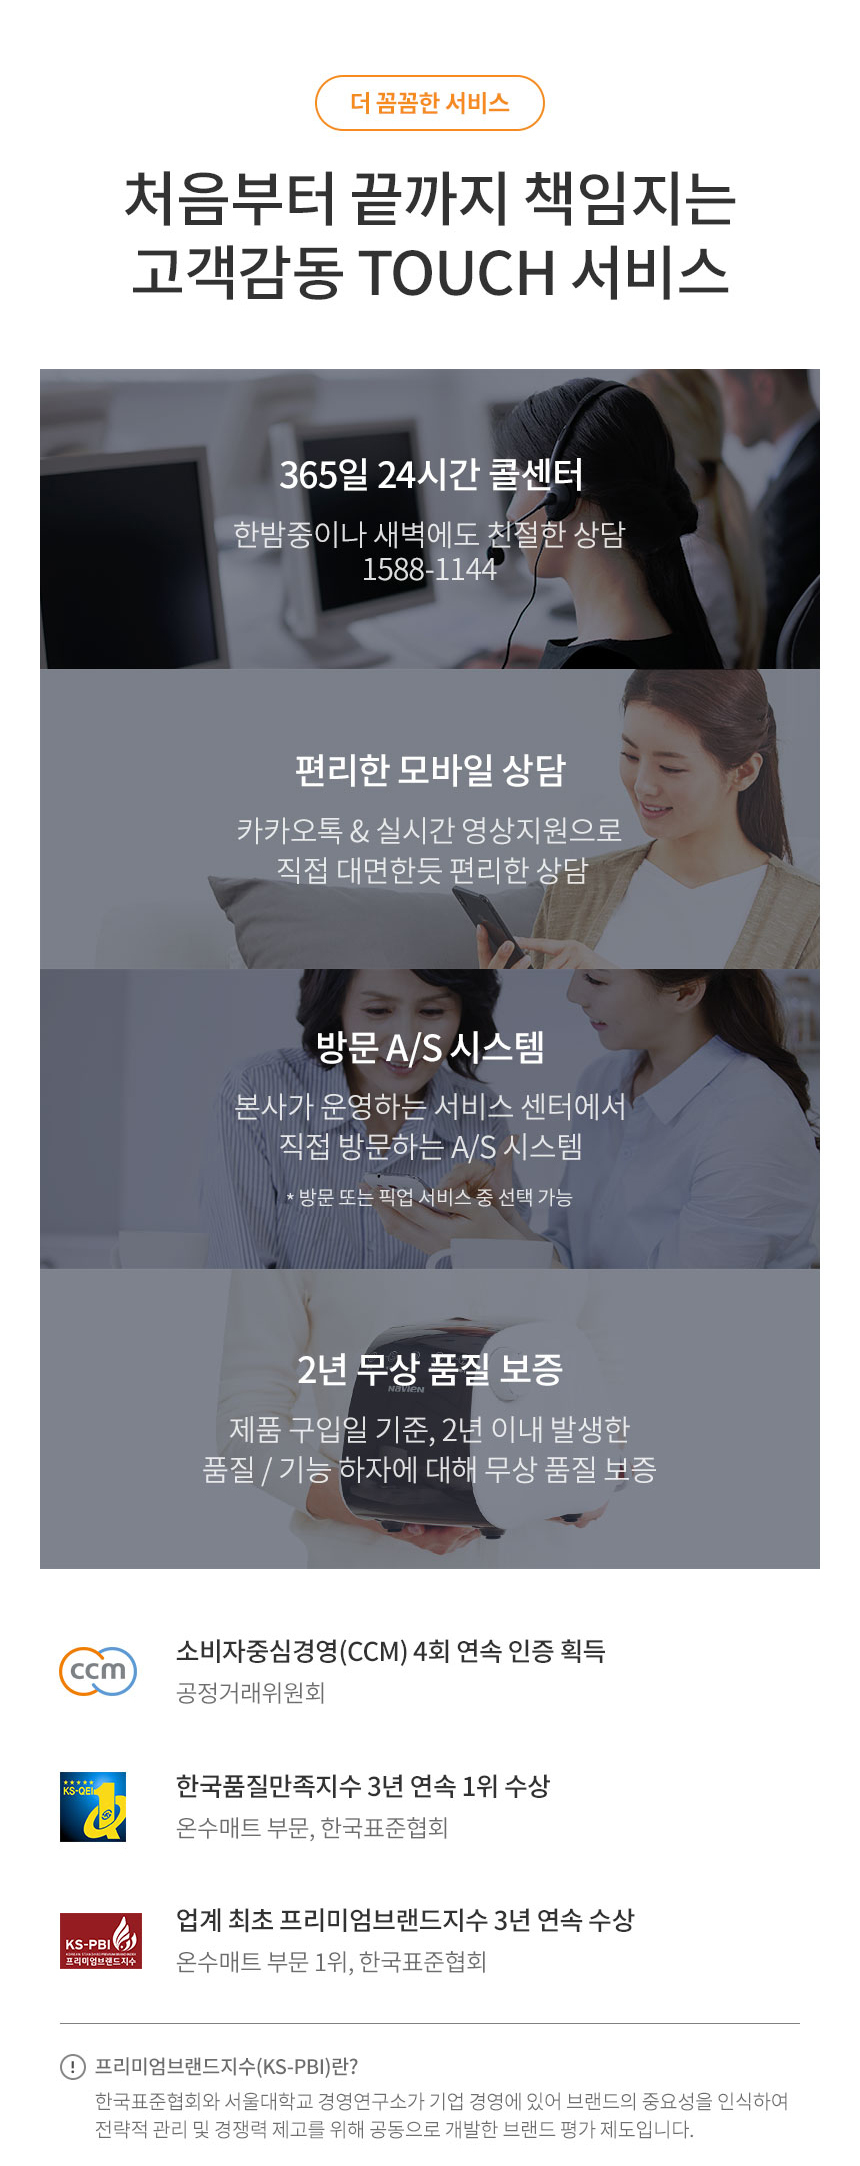 더 꼼꼼한 서비스
처음부터 끝까지 책임지는
고객감동 TOUCH 서비스
365일 24시간 콜센터
한밤중이나 새벽에도 친절한 상담
1588-1144
편리한 모바일 상담
카카오톡 & 실시간 영상지원으로
직접 대면한듯 편리한 상담
방문 A/S 시스템
본사가 운영하는 서비스 센터에서
직접 방문하는 A/S 시스템
* 방문 또는 픽업 서비스 중 선택 가능
2년 무상 품질 보증
NAVIEN
제품 구입일 기준, 2년 이내 발생한
품질 / 기능 하자에 대해 무상 품질 보증
ccm
소비자중심경영(CCM) 4회 연속 인증 획득
공정거래위원회
KS-QEI
1
한국품질만족지수 3년 연속 1위 수상
온수매트 부문, 한국표준협회
KS-PBI
프리미엄브랜드지수
업계 최초 프리미엄브랜드지수 3년 연속 수상
온수매트 부문 1위, 한국표준협회
프리미엄브랜드지수(KS-PBI)란?
한국표준협회와 서울대학교 경영연구소가 기업 경영에 있어 브랜드의 중요성을 인식하여
전략적 관리 및 경쟁력 제고를 위해 공동으로 개발한 브랜드 평가 제도입니다.